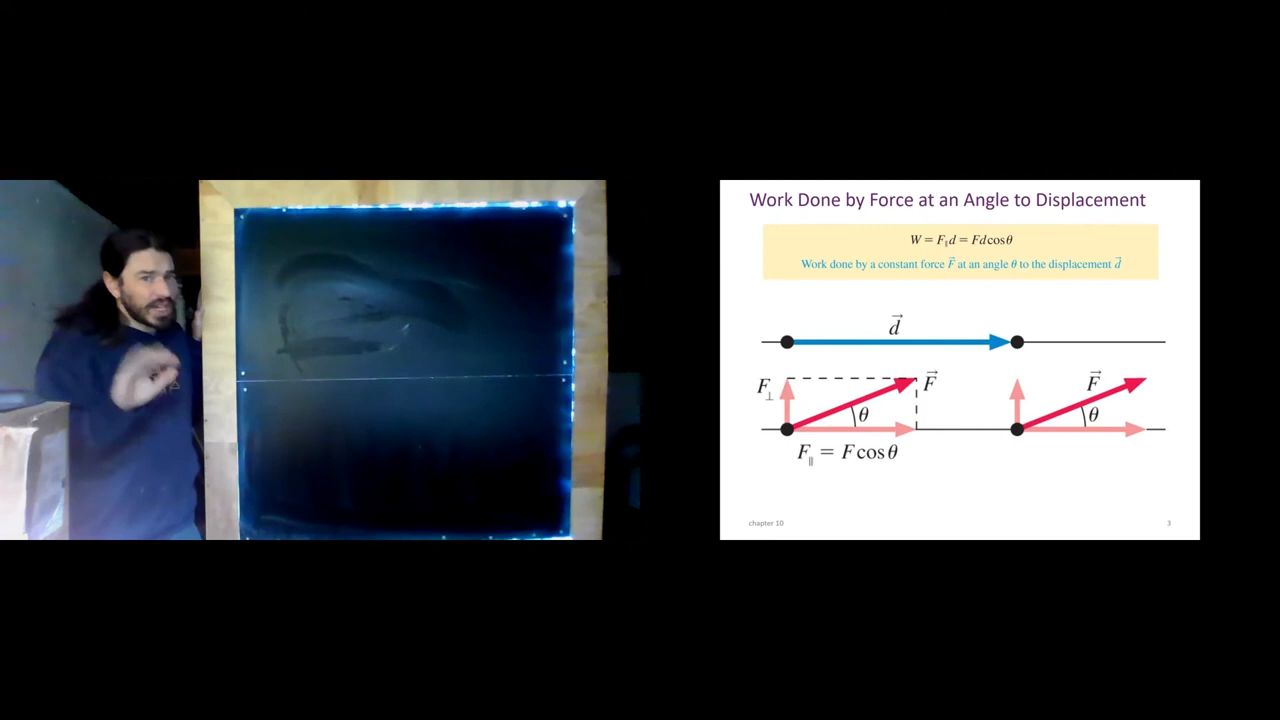 Work Done by Force at an Angle to Displacement
W = F∥d = Fd cos θ
Work done by a constant force F⃗ at an angle θ to the displacement d⃗
d⃗
F⊥
F⃗
θ
F⃗
θ
F∥ = F cos θ
chapter 10
3